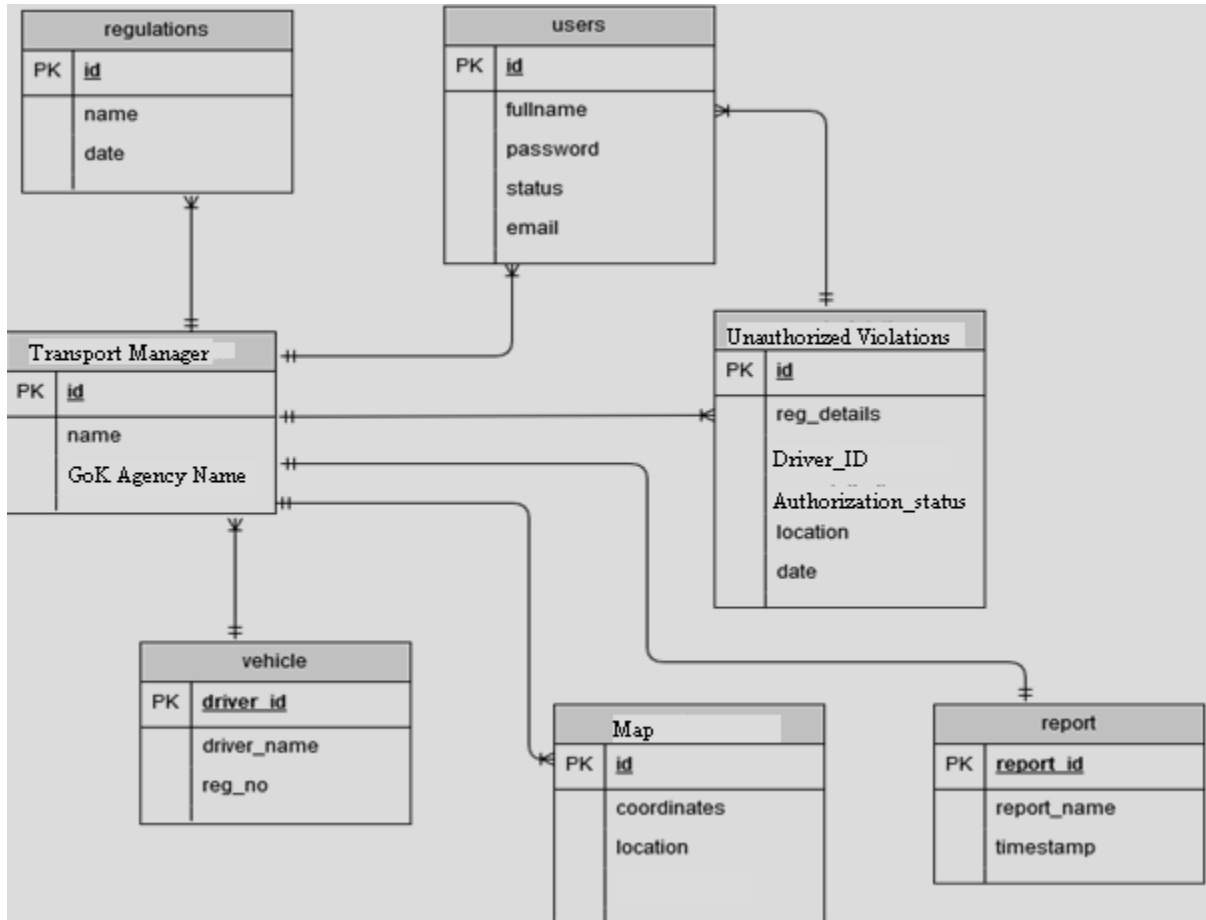 regulations
PK id
name
date
users
PK id
fullname
password
status
email
Transport Manager
PK id
name
GoK Agency Name
Unauthorized Violations
PK id
reg_details
Driver_ID
Authorization_status
location
date
vehicle
PK driver_id
driver_name
reg_no
Map
PK id
coordinates
location
report
PK report_id
report_name
timestamp